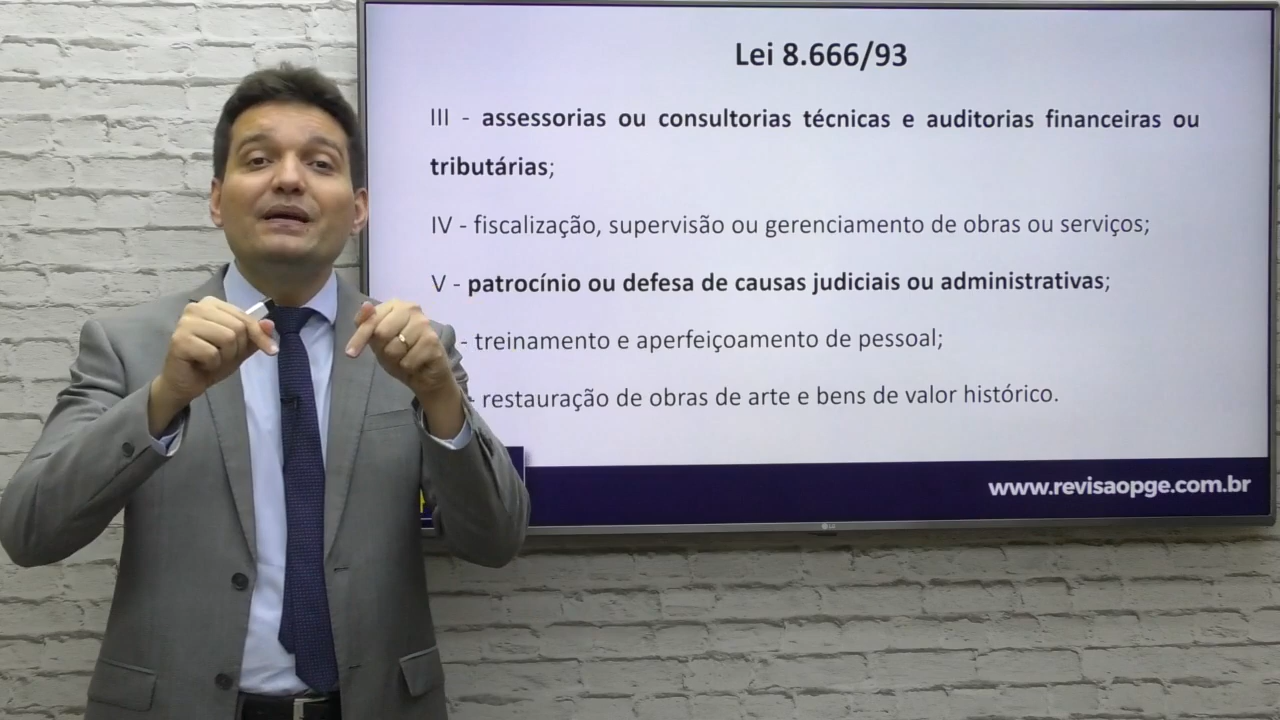 Lei 8.666/93
III - assessorias ou consultorias técnicas e auditorias financeiras ou
tributárias;
IV - fiscalização, supervisão ou gerenciamento de obras ou serviços;
V - patrocínio ou defesa de causas judiciais ou administrativas;
- treinamento e aperfeiçoamento de pessoal;
- restauração de obras de arte e bens de valor histórico.
www.revisaopge.com.br
LG